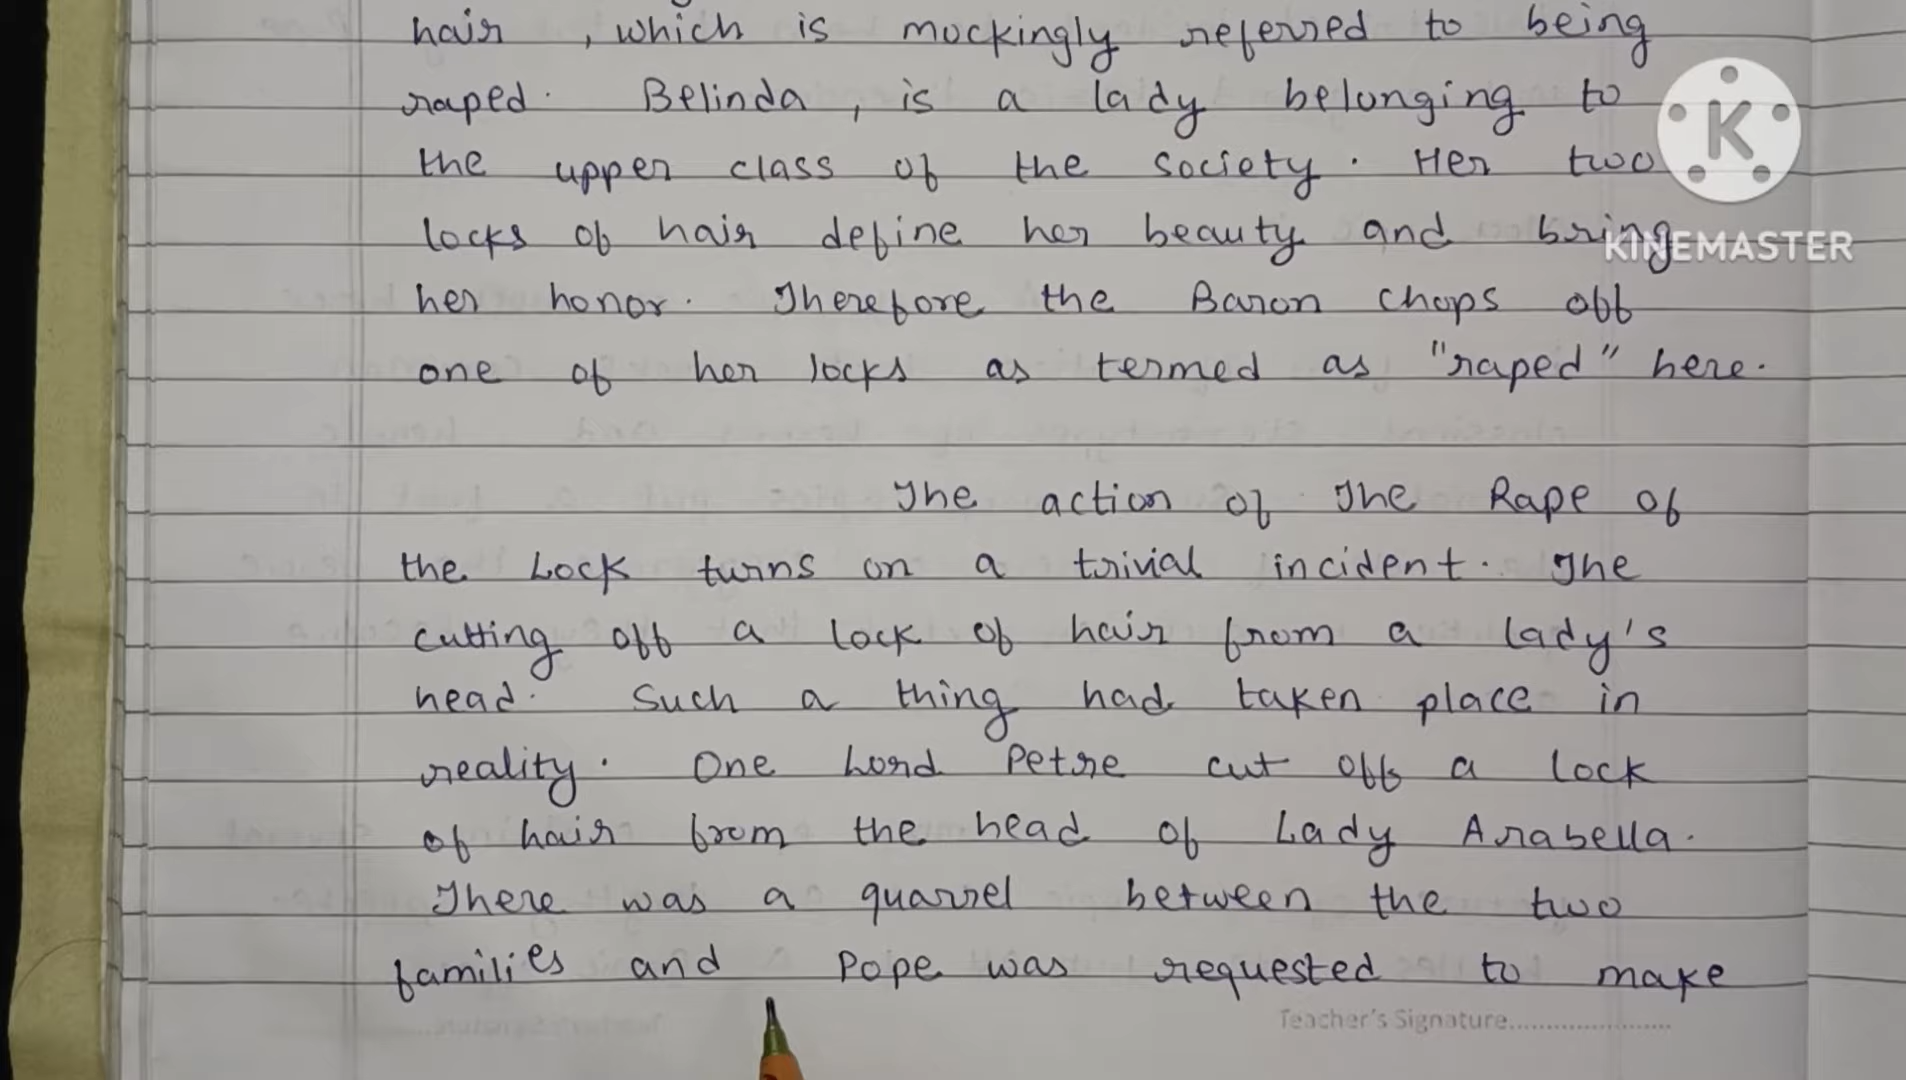 hair , which is mockingly referred to being
raped. Belinda, is a lady belonging to
K
the upper class of the society. Her two
locks of hair define her beauty and bring
KINEMASTER
her honor. Therefore the Baron chops off
one of her locks as termed as "raped" here.
The action of The Rape of
the Lock turns on a trivial incident. The
cutting off a lock of hair from a lady's
head. Such a thing had taken place in
reality. One Lord Petre cut off a lock
of hair from the head of Lady Arabella.
There was a quarrel between the two
families and Pope was requested to make
Teacher's Signature.....................